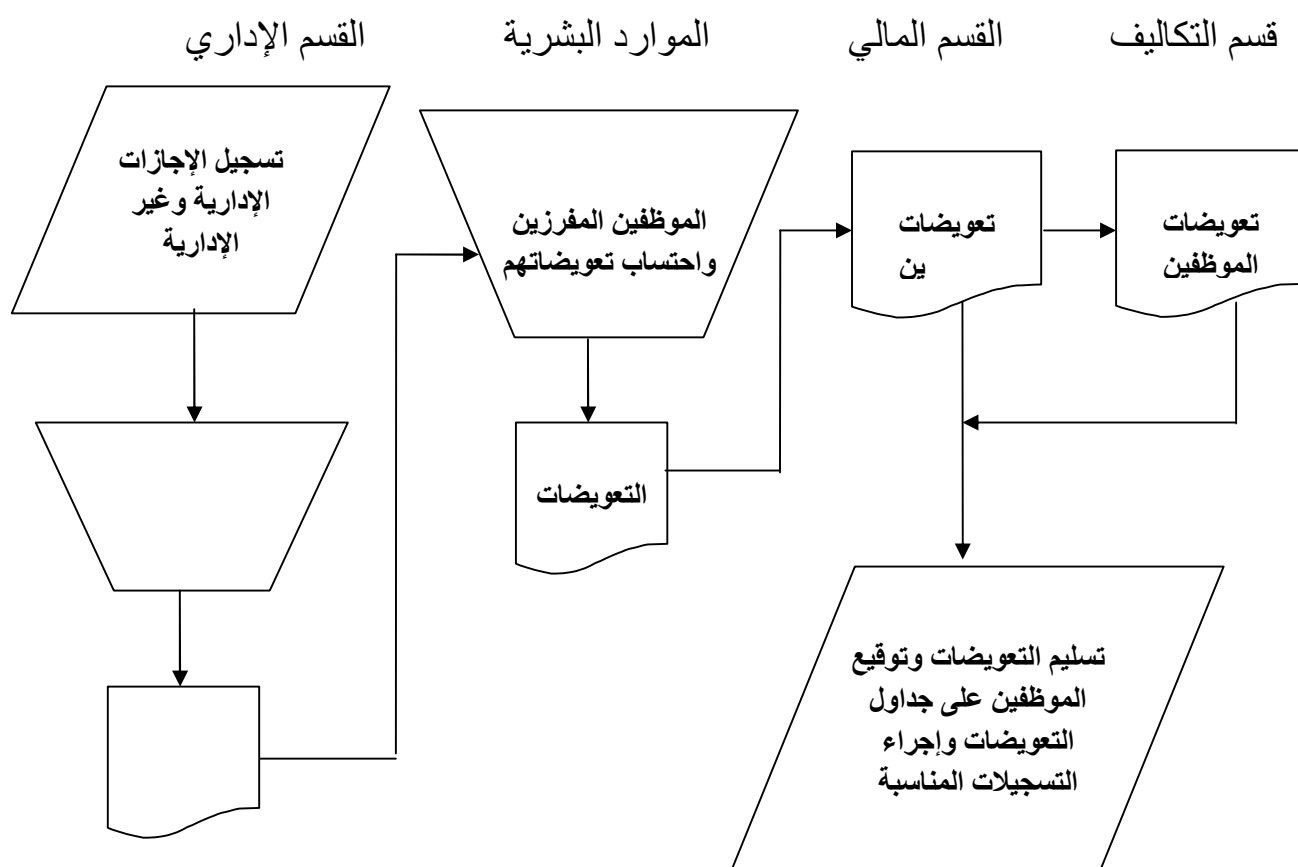 القسم الإداري
الموارد البشرية
القسم المالي
قسم التكاليف
تسجيل الإجازات
الإدارية وغير
الإدارية
الموظفين المفرزين
واحتساب تعويضاتهم
التعويضات
تعويضات
ين
تعويضات
الموظفين
تسليم التعويضات وتوقيع
الموظفين على جداول
التعويضات وإجراء
التسجيلات المناسبة